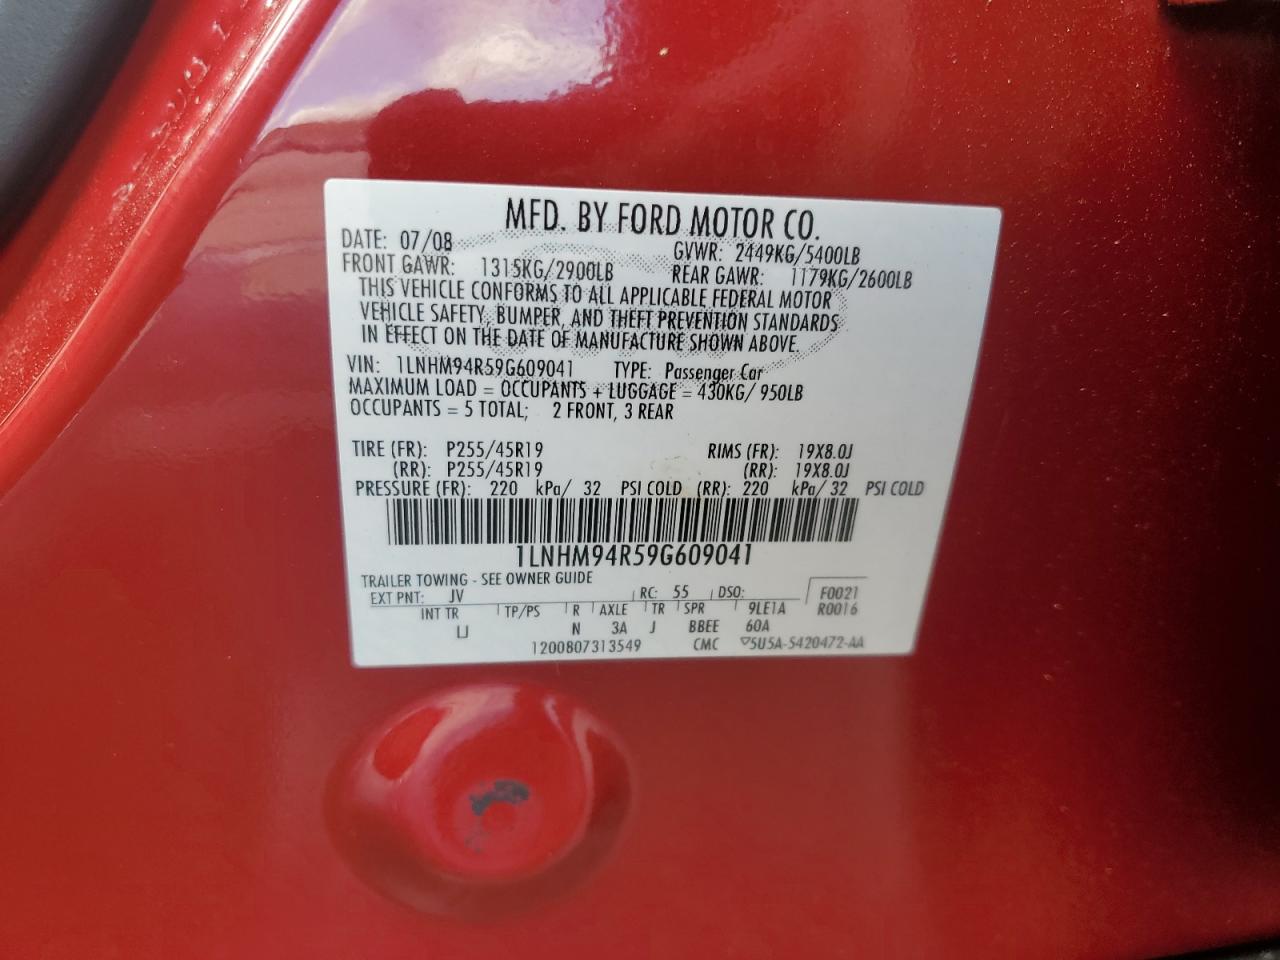 MFD. BY FORD MOTOR CO.
DATE: 07/08 GVWR: 2449KG/5400LB
FRONT GAWR: 1315KG/2900LB REAR GAWR: 1179KG/2600LB
THIS VEHICLE CONFORMS TO ALL APPLICABLE FEDERAL MOTOR
VEHICLE SAFETY, BUMPER, AND THEFT PREVENTION STANDARDS
IN EFFECT ON THE DATE OF MANUFACTURE SHOWN ABOVE.
VIN: 1LNHM94R59G609041 TYPE: Passenger Car
MAXIMUM LOAD = OCCUPANTS + LUGGAGE = 430KG/ 950LB
OCCUPANTS = 5 TOTAL; 2 FRONT, 3 REAR
TIRE (FR): P255/45R19 RIMS (FR): 19X8.0J
(RR): P255/45R19 (RR): 19X8.0J
PRESSURE (FR): 220 kPa/ 32 PSI COLD (RR): 220 kPa/ 32 PSI COLD
1LNHM94R59G609041
TRAILER TOWING - SEE OWNER GUIDE
EXT PNT: JV RC: 55 DSO: F0021
INT TR TP/PS R AXLE TR SPR 9LE1A R0016
LJ N 3A J BBEE 60A
1200807313549 CMC ▽5U5A-5420472-AA